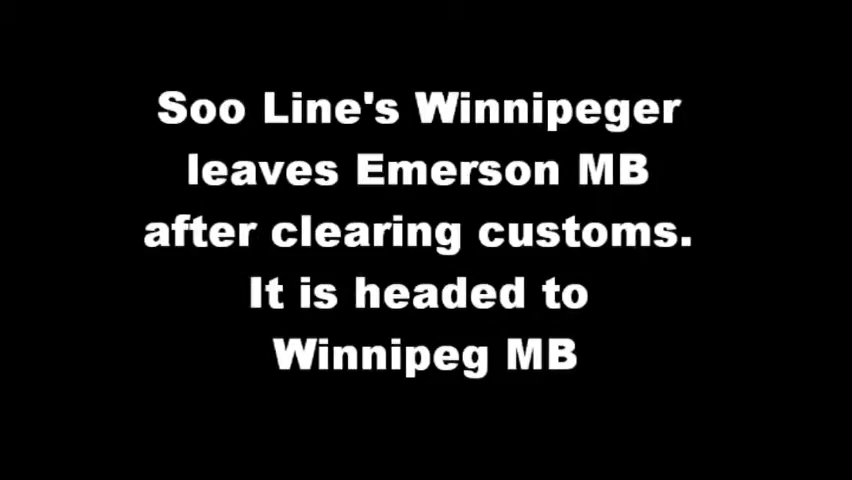 Soo Line's Winnipeger
leaves Emerson MB
after clearing customs.
It is headed to
Winnipeg MB